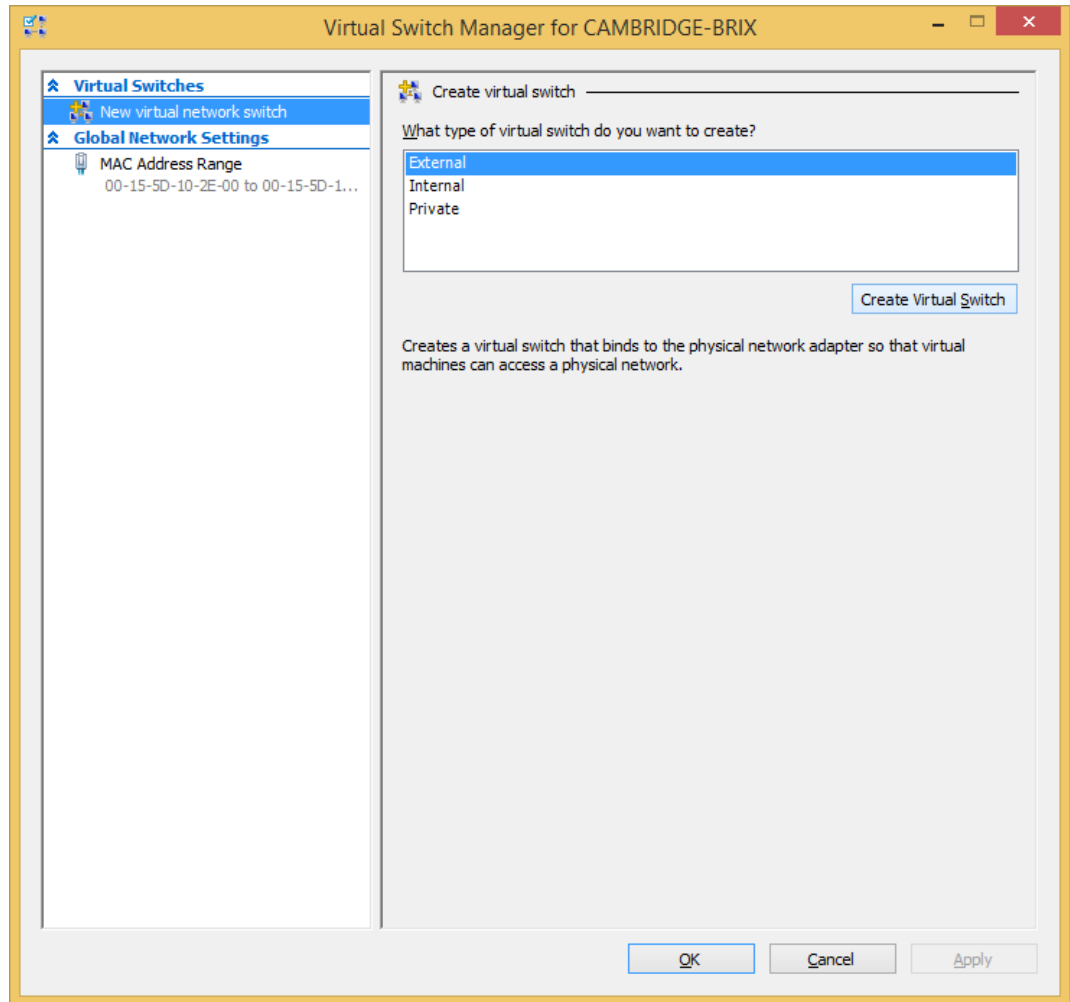 Virtual Switch Manager for CAMBRIDGE-BRIX
Virtual Switches
New virtual network switch
Global Network Settings
MAC Address Range
00-15-5D-10-2E-00 to 00-15-5D-1...
Create virtual switch
What type of virtual switch do you want to create?
External
Internal
Private
Create Virtual Switch
Creates a virtual switch that binds to the physical network adapter so that virtual
machines can access a physical network.
OK
Cancel
Apply